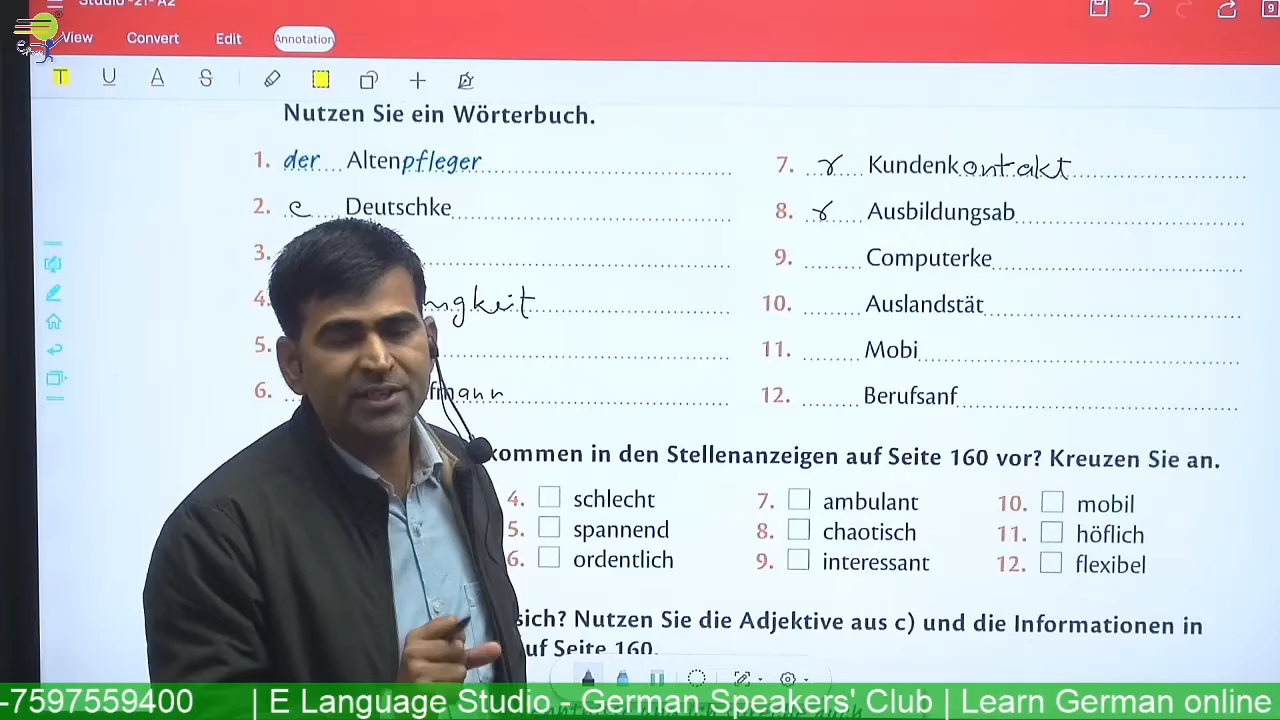 Studio -21- A2
View Convert Edit Annotation
9
T U A S
Nutzen Sie ein Wörterbuch.
1. der Altenpfleger
2. e Deutschke
3.
4. ngkeit
5.
6. fmann
7. r Kundenkontakt
8. r Ausbildungsab
9. Computerke
10. Auslandstät
11. Mobi
12. Berufsanf
kommen in den Stellenanzeigen auf Seite 160 vor? Kreuzen Sie an.
4. schlecht 7. ambulant 10. mobil
5. spannend 8. chaotisch 11. höflich
6. ordentlich 9. interessant 12. flexibel
sich? Nutzen Sie die Adjektive aus c) und die Informationen in
uf Seite 160.
-7597559400 | E Language Studio - German Speakers' Club | Learn German online